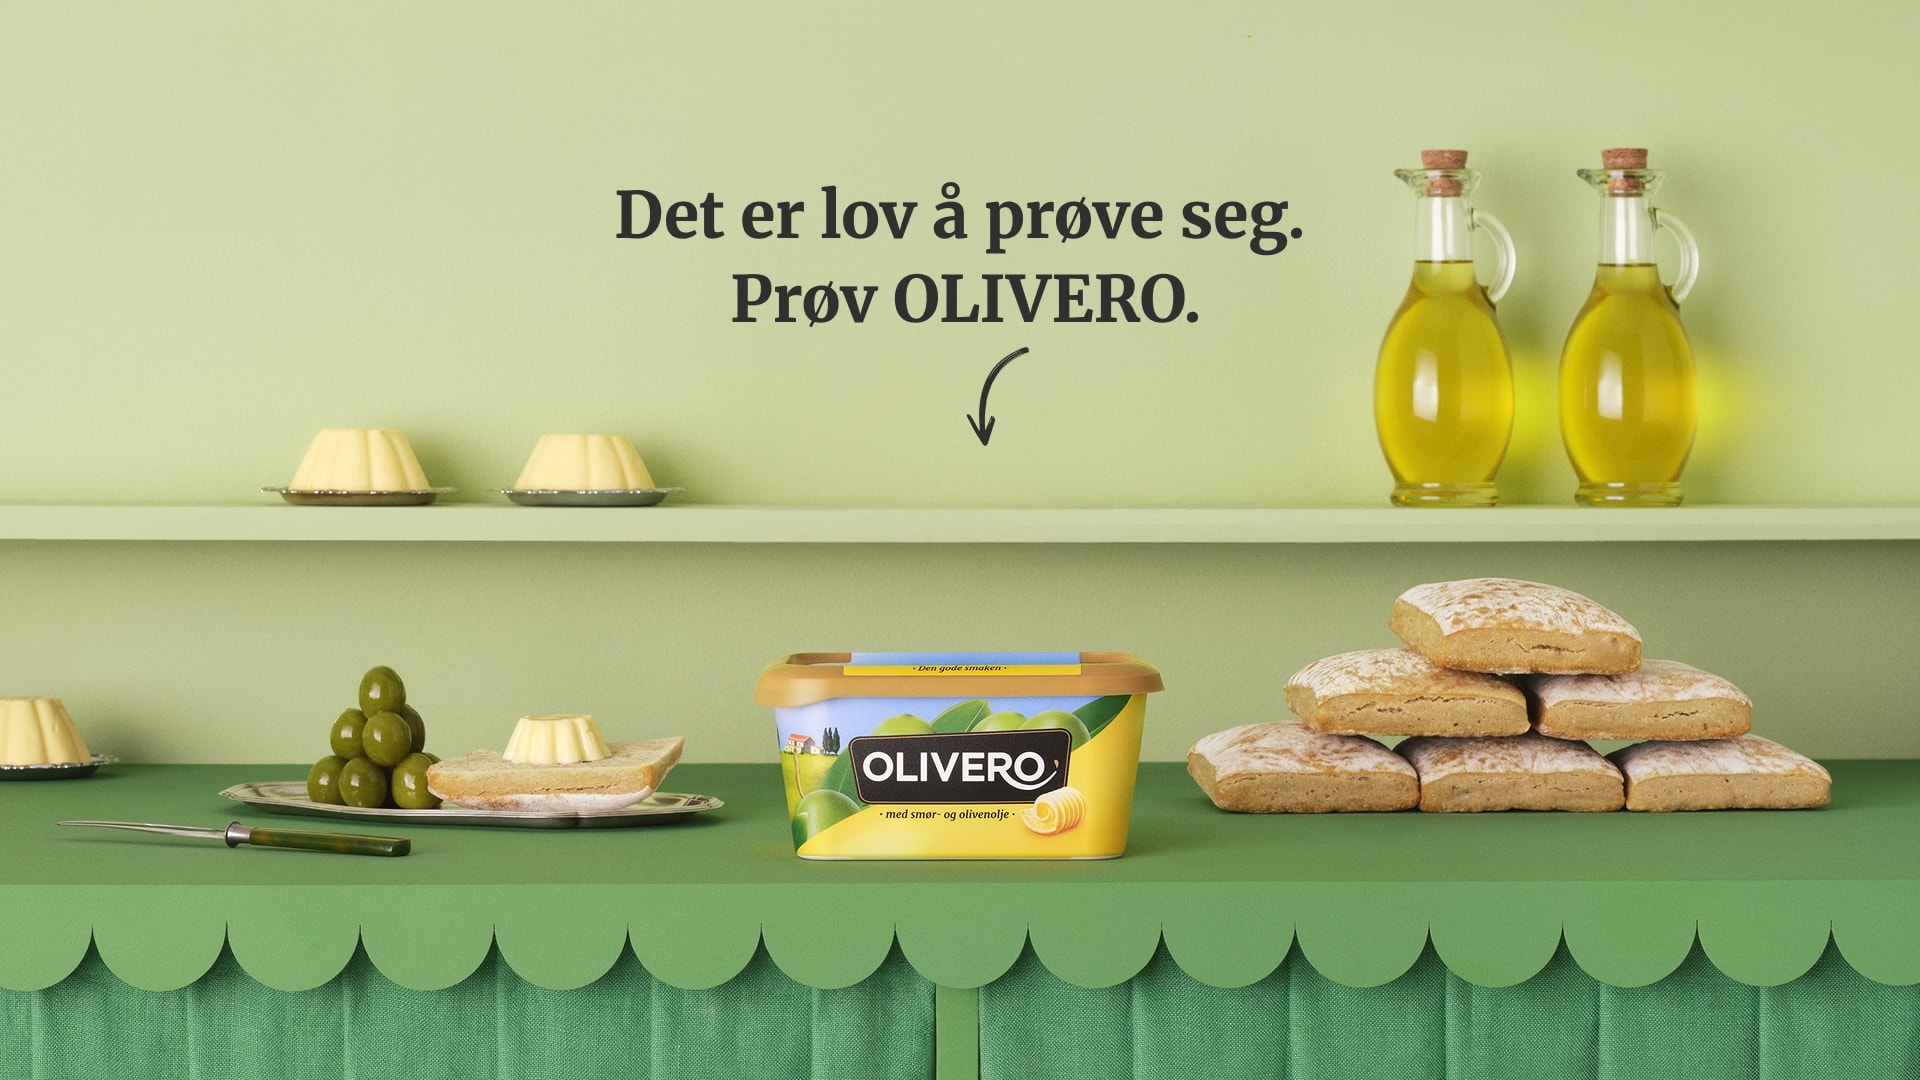 Det er lov å prøve seg.
Prøv OLIVERO.
· Den gode smaken ·
OLIVERO
· med smør- og olivenolje ·